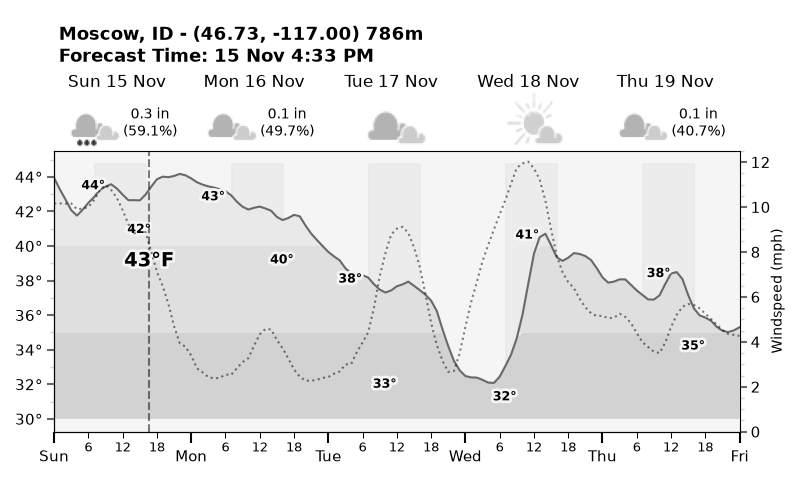 Moscow, ID - (46.73, -117.00) 786m
Forecast Time: 15 Nov 4:33 PM
Sun 15 Nov Mon 16 Nov Tue 17 Nov Wed 18 Nov Thu 19 Nov
0.3 in 0.1 in 0.1 in
(59.1%) (49.7%) (40.7%)
44° 42° 40° 38° 36° 34° 32° 30°
44° 42° 43°F 43° 40° 38° 33° 32° 41° 38° 35°
12 10 8 6 4 2 0
Windspeed (mph)
6 12 18 6 12 18 6 12 18 6 12 18 6 12 18
Sun Mon Tue Wed Thu Fri